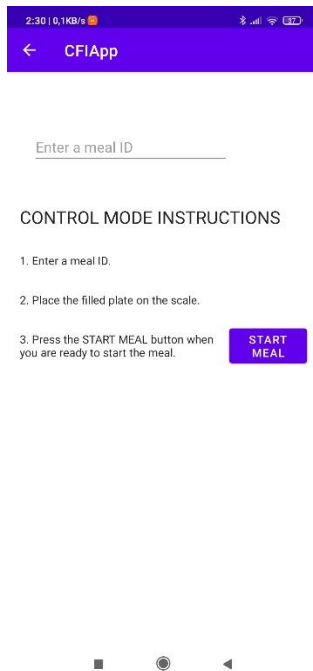 2:30 | 0,1KB/s
37
CFIApp
Enter a meal ID
CONTROL MODE INSTRUCTIONS
1. Enter a meal ID.
2. Place the filled plate on the scale.
3. Press the START MEAL button when
you are ready to start the meal.
START
MEAL